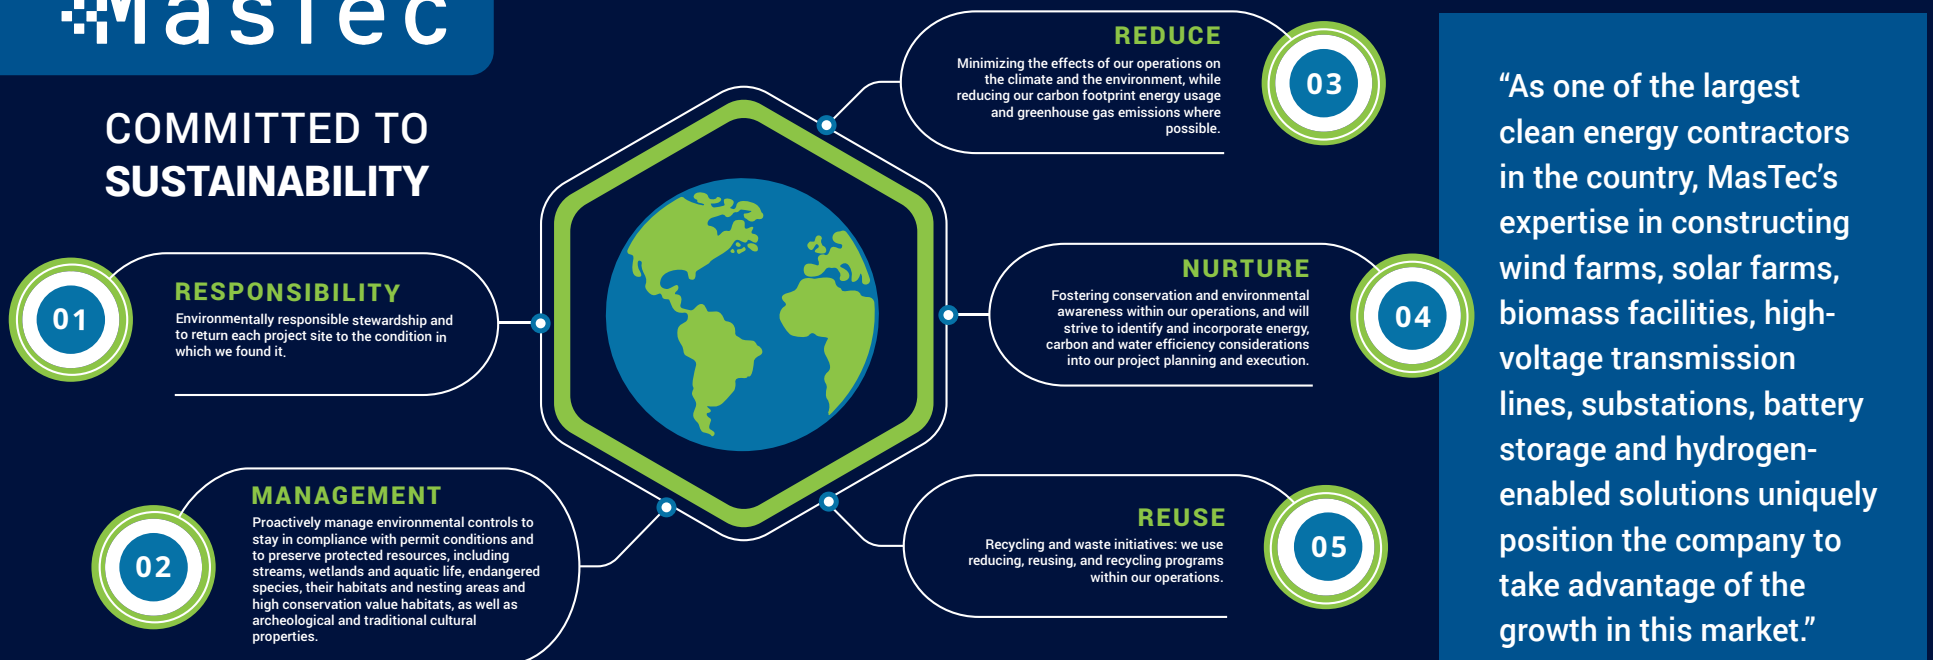 MasTec
COMMITTED TO
SUSTAINABILITY
01
RESPONSIBILITY
Environmentally responsible stewardship and
to return each project site to the condition in
which we found it.
02
MANAGEMENT
Proactively manage environmental controls to
stay in compliance with permit conditions and
to preserve protected resources, including
streams, wetlands and aquatic life, endangered
species, their habitats and nesting areas and
high conservation value habitats, as well as
archeological and traditional cultural
properties.
REDUCE
Minimizing the effects of our operations on
the climate and the environment, while
reducing our carbon footprint energy usage
and greenhouse gas emissions where
possible.
03
NURTURE
Fostering conservation and environmental
awareness within our operations, and will
strive to identify and incorporate energy,
carbon and water efficiency considerations
into our project planning and execution.
04
REUSE
Recycling and waste initiatives: we use
reducing, reusing, and recycling programs
within our operations.
05
“As one of the largest
clean energy contractors
in the country, MasTec’s
expertise in constructing
wind farms, solar farms,
biomass facilities, high-
voltage transmission
lines, substations, battery
storage and hydrogen-
enabled solutions uniquely
position the company to
take advantage of the
growth in this market.”